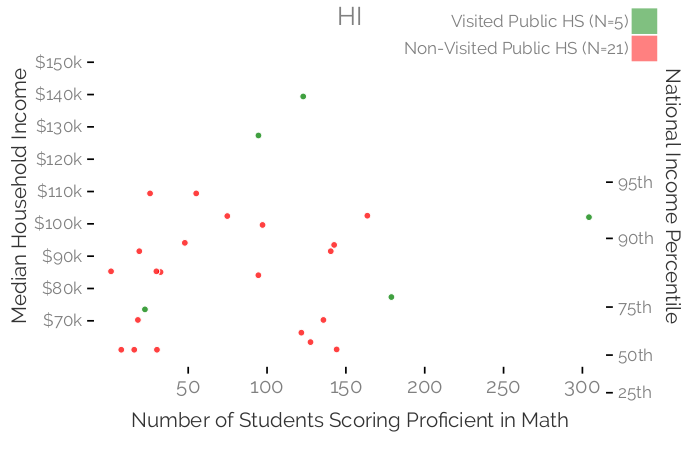 HI
Visited Public HS (N=5)
Non-Visited Public HS (N=21)
Median Household Income
$150k
$140k
$130k
$120k
$110k
$100k
$90k
$80k
$70k
National Income Percentile
95th
90th
75th
50th
25th
50 100 150 200 250 300
Number of Students Scoring Proficient in Math